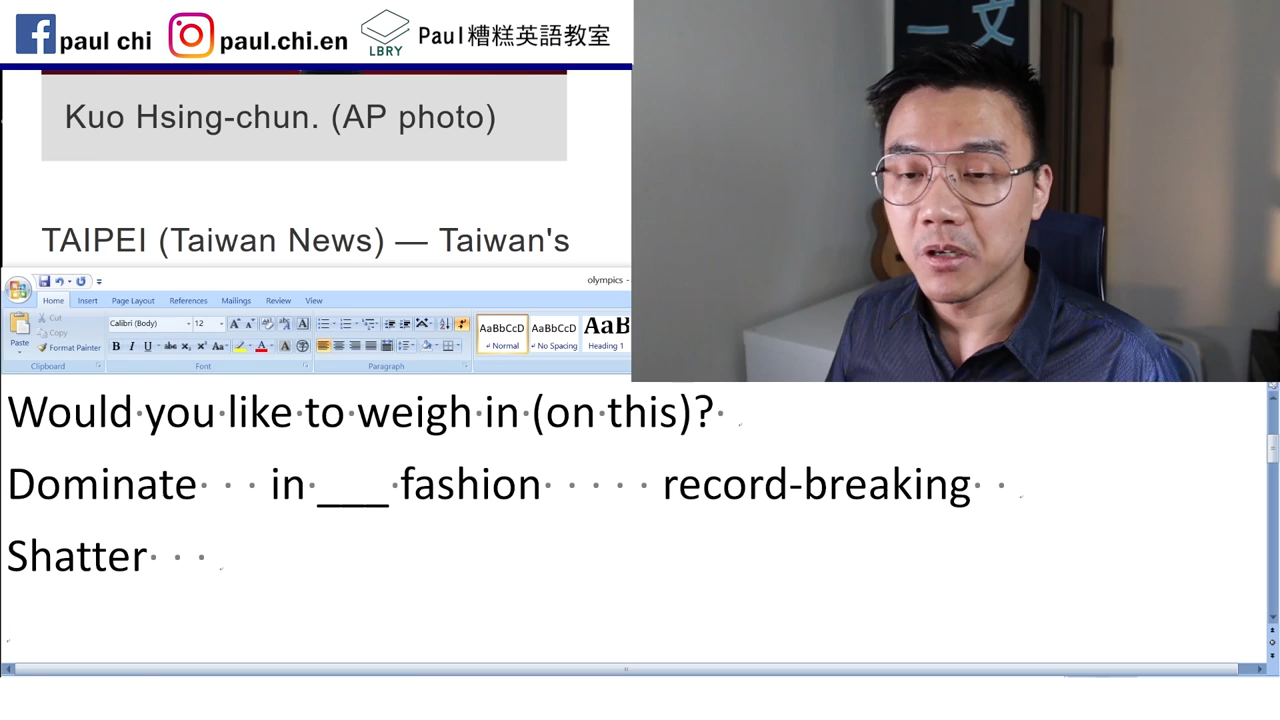 paul chi
paul.chi.en
LBRY
Paul糟糕英語教室
一文
Kuo Hsing-chun. (AP photo)
TAIPEI (Taiwan News) — Taiwan's
olympics -
Home Insert Page Layout References Mailings Review View
Paste
Cut
Copy
Format Painter
Clipboard
Calibri (Body) 12
Font
Paragraph
AaBbCcD AaBbCcD AaB
Normal No Spacing Heading 1
Would you like to weigh in (on this)?
Dominate in ___ fashion record-breaking
Shatter